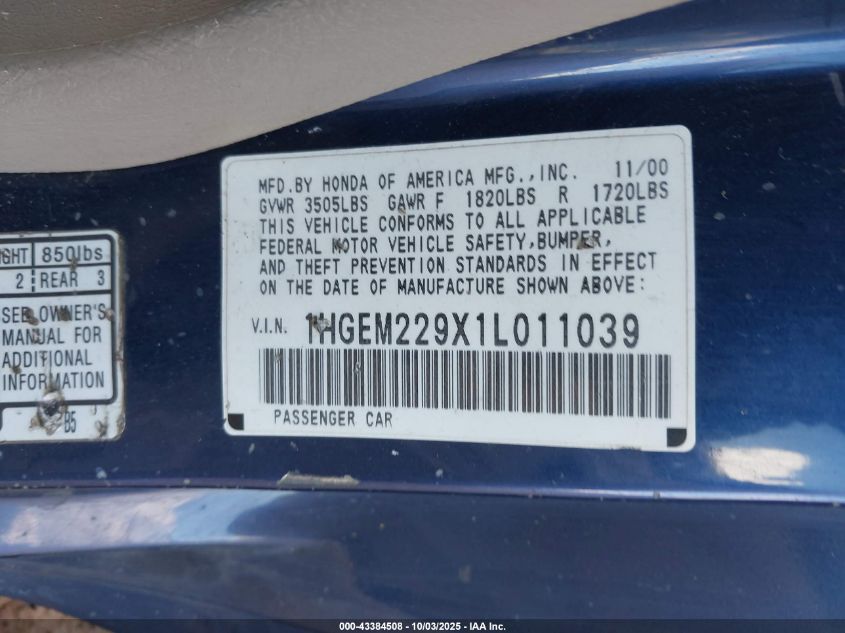 MFD.BY HONDA OF AMERICA MFG.,INC. 11/00
GVWR 3505LBS GAWR F 1820LBS R 1720LBS
THIS VEHICLE CONFORMS TO ALL APPLICABLE
FEDERAL MOTOR VEHICLE SAFETY,BUMPER,
AND THEFT PREVENTION STANDARDS IN EFFECT
ON THE DATE OF MANUFACTURE SHOWN ABOVE:
V.I.N. 1HGEM229X1L011039
PASSENGER CAR
GHT 850lbs
2 REAR 3
SEE OWNER'S
MANUAL FOR
ADDITIONAL
INFORMATION
B5
000-43384508 - 10/03/2025 - IAA Inc.